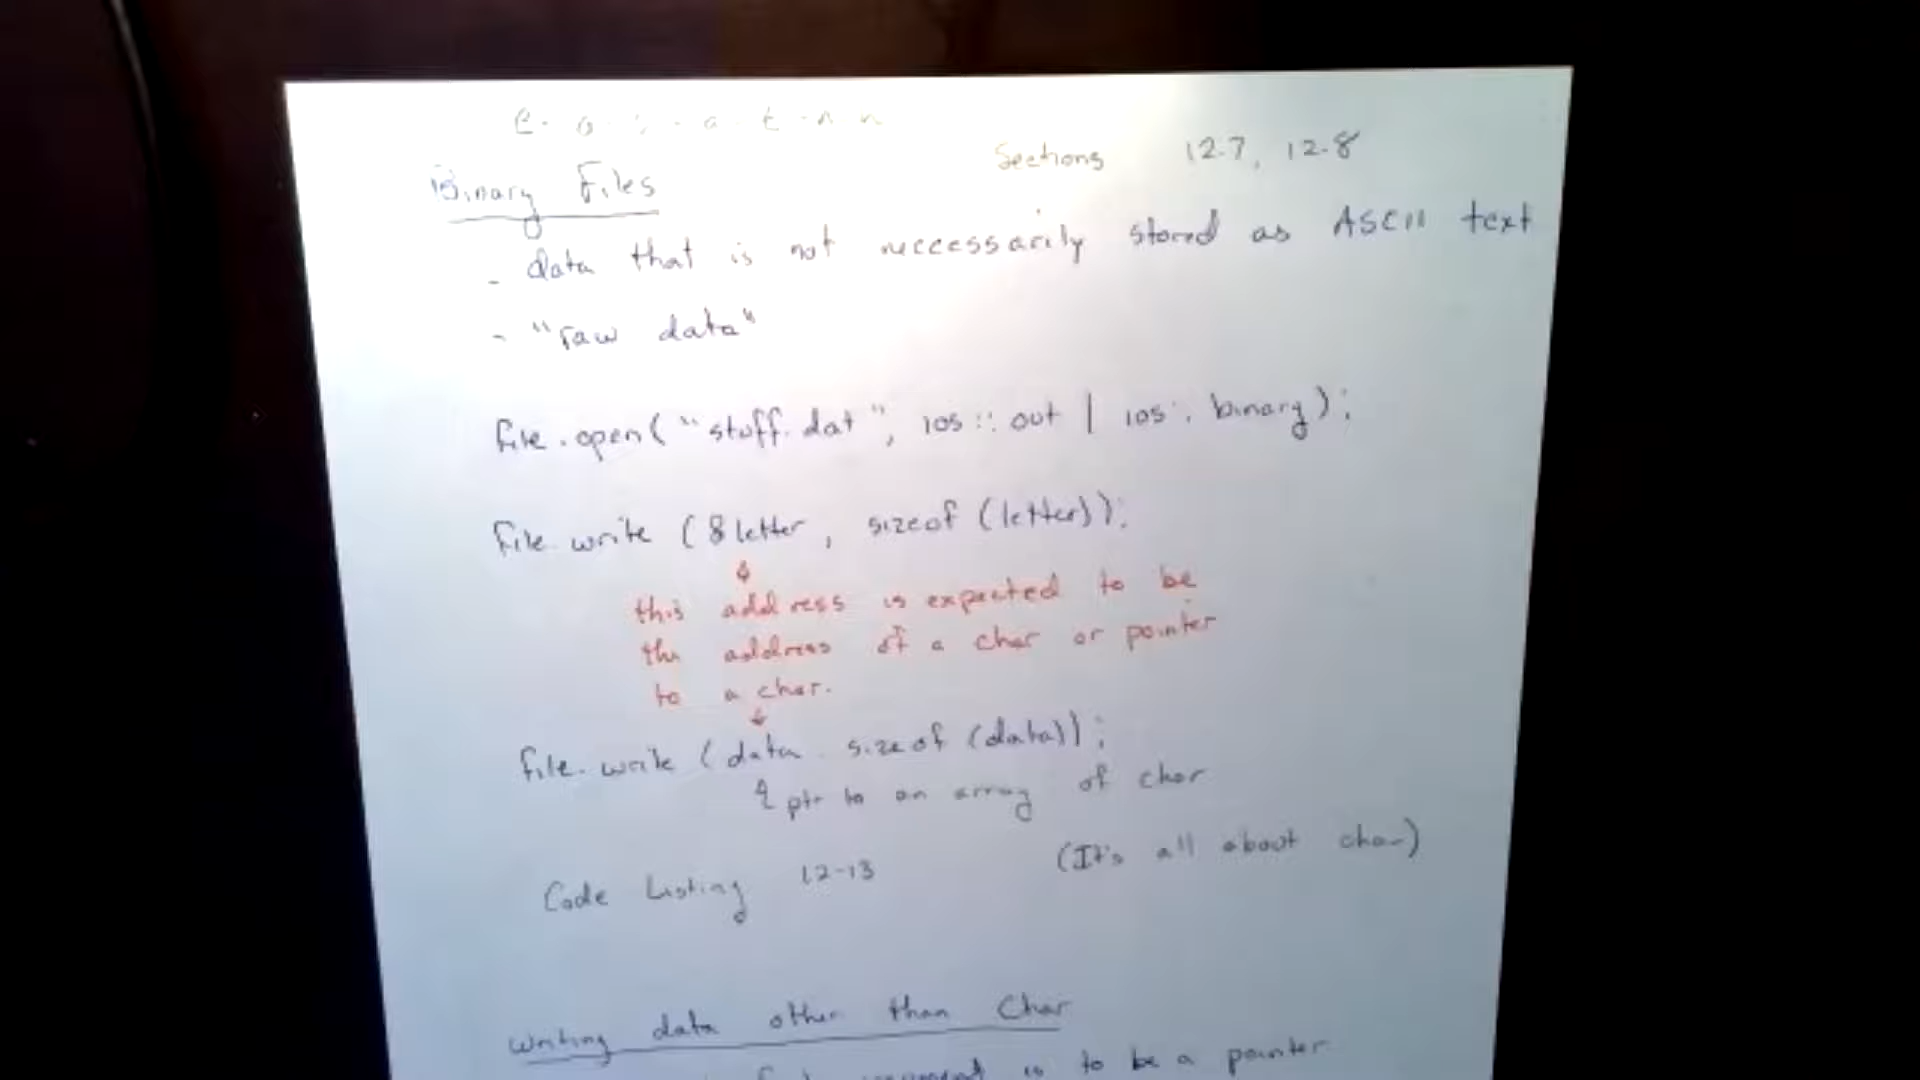 Sections 12.7, 12.8
Binary Files
- data that is not neccessarily stored as ASCII text
- "raw data"
file.open("stuff.dat", ios::out | ios:: binary);
file.write (&letter, sizeof (letter));
this address is expected to be
the address of a char or pointer
to a char.
file.write (data, sizeof (data));
ptr to an array of char
Code Listing 12-13 (It's all about char)
Writing data other than Char
is to be a pointer